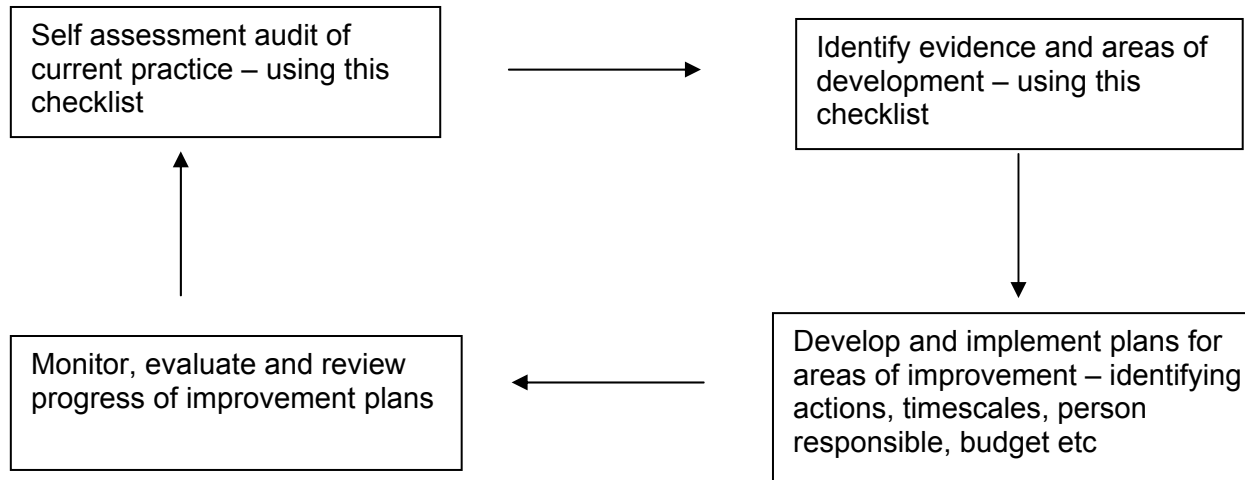 Self assessment audit of
current practice – using this
checklist
Identify evidence and areas of
development – using this
checklist
Develop and implement plans for
areas of improvement – identifying
actions, timescales, person
responsible, budget etc
Monitor, evaluate and review
progress of improvement plans